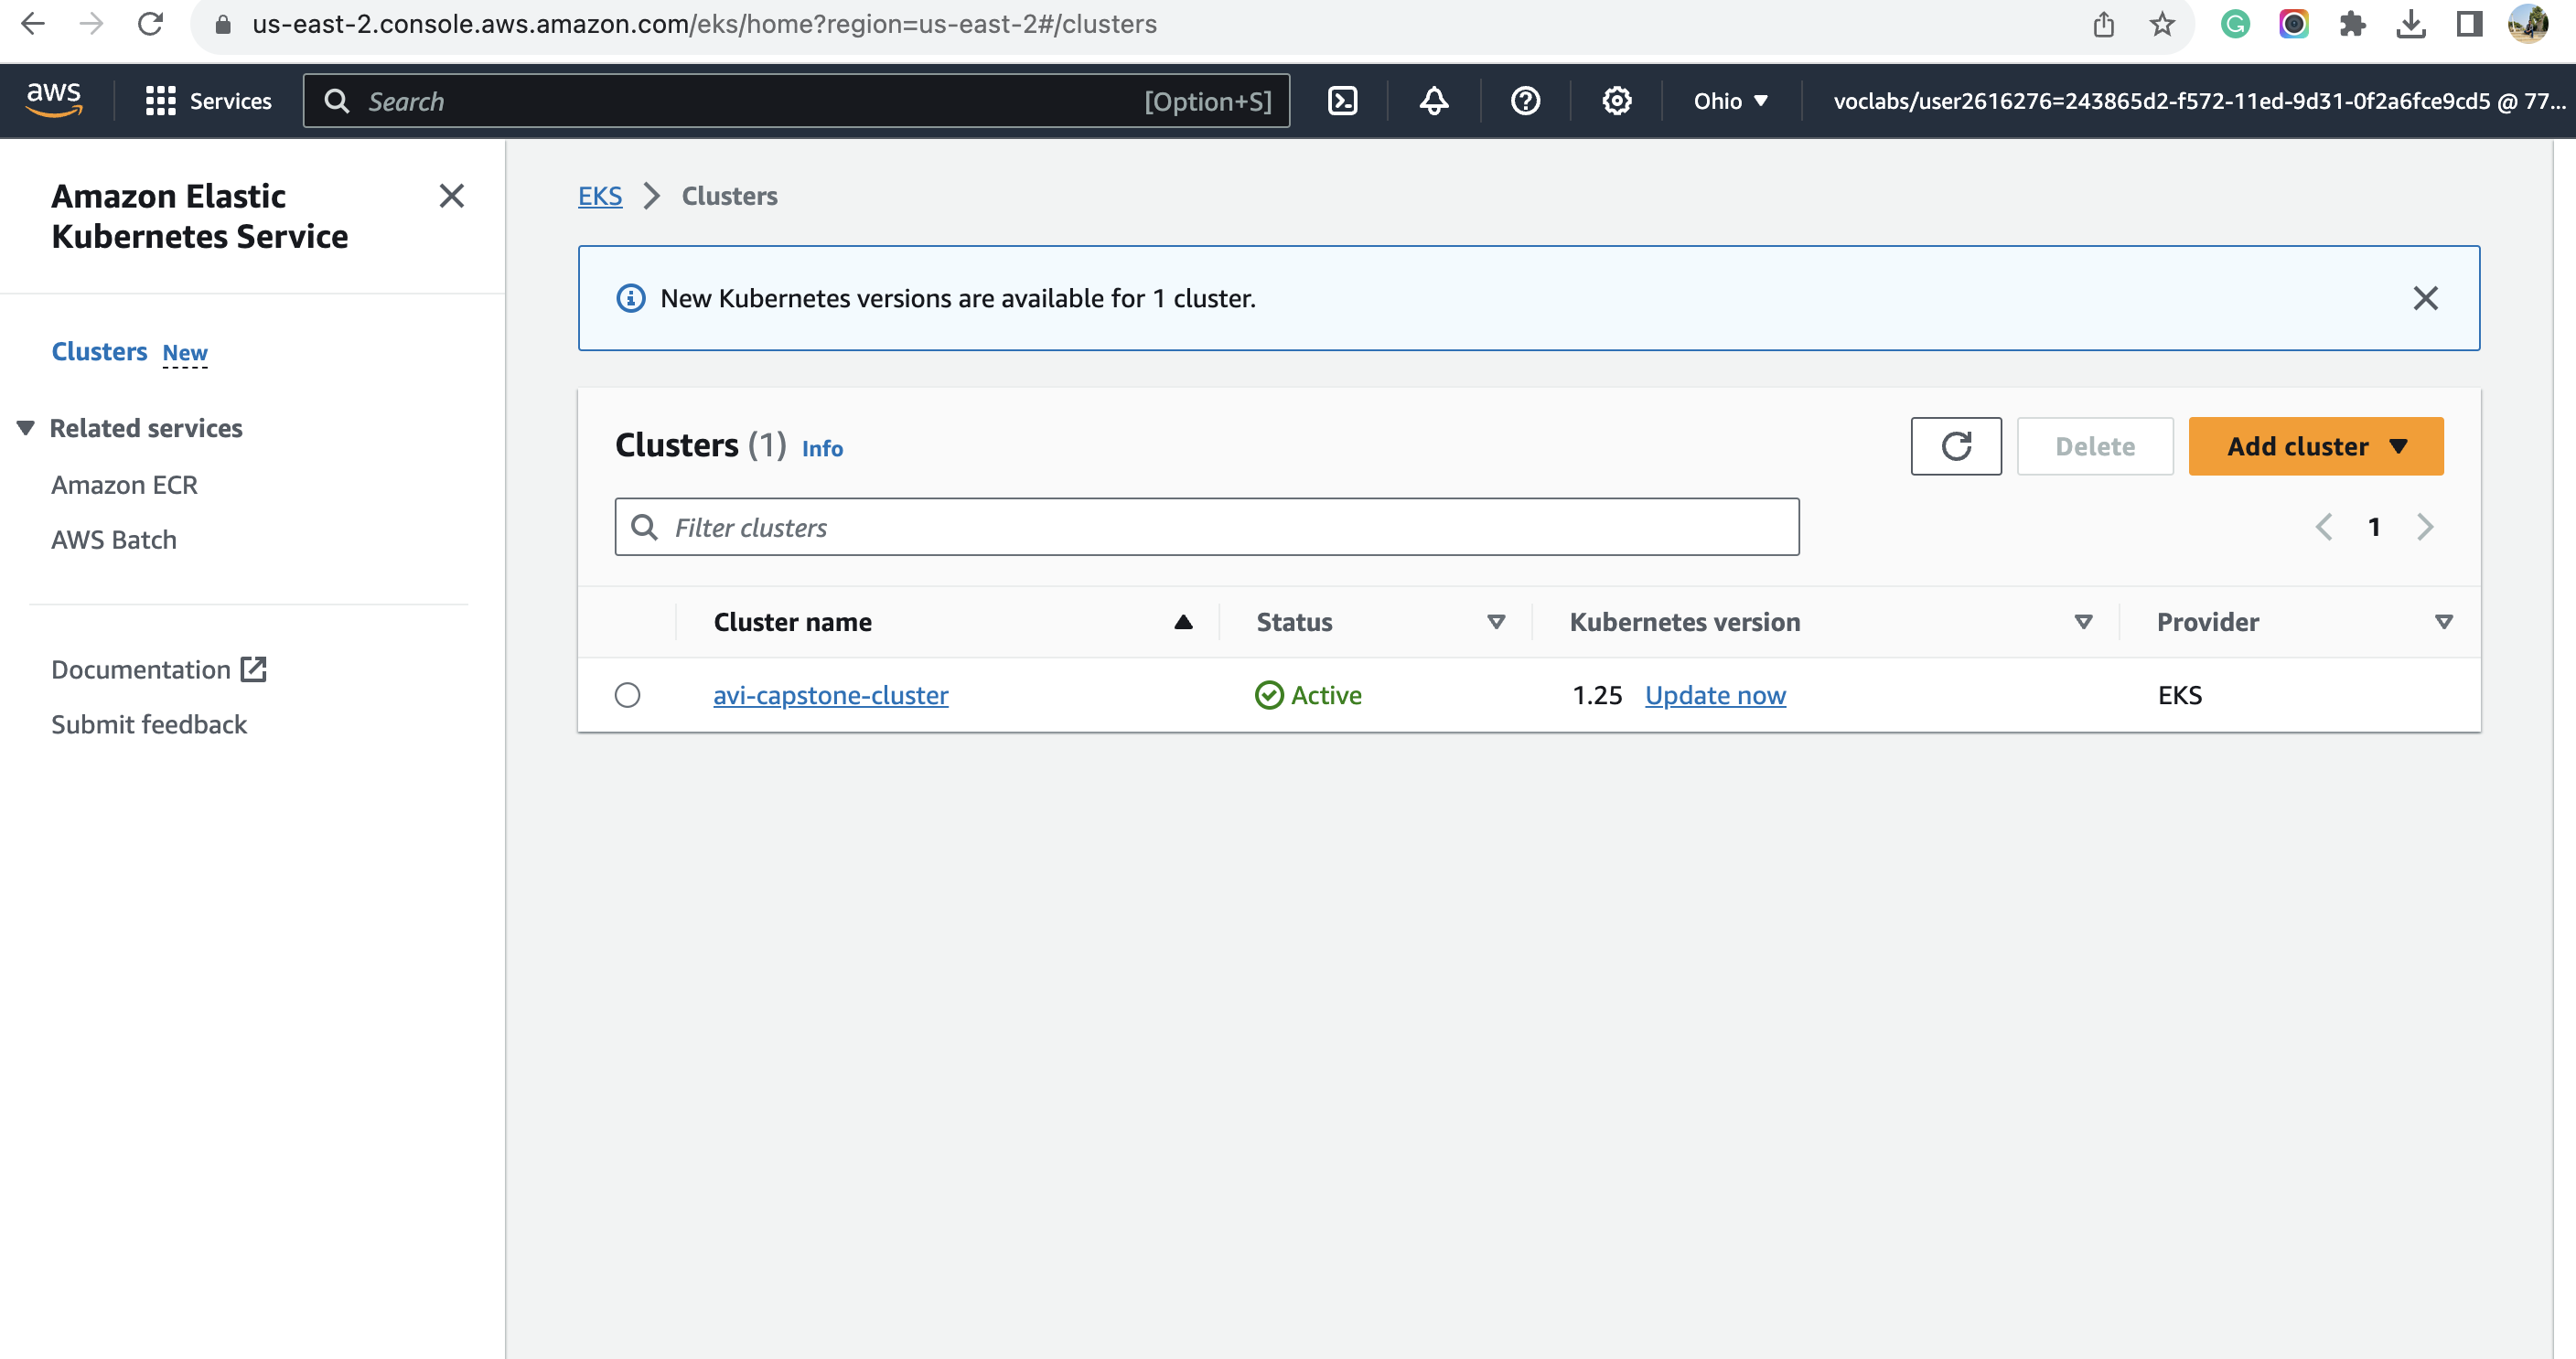 us-east-2.console.aws.amazon.com/eks/home?region=us-east-2#/clusters
aws
Services
Search
[Option+S]
Ohio
voclabs/user2616276=243865d2-f572-11ed-9d31-0f2a6fce9cd5 @ 77...
Amazon Elastic
Kubernetes Service
Clusters New
Related services
Amazon ECR
AWS Batch
Documentation
Submit feedback
EKS > Clusters
New Kubernetes versions are available for 1 cluster.
Clusters (1) Info
Delete
Add cluster
Filter clusters
1
Cluster name Status Kubernetes version Provider
avi-capstone-cluster Active 1.25 Update now EKS